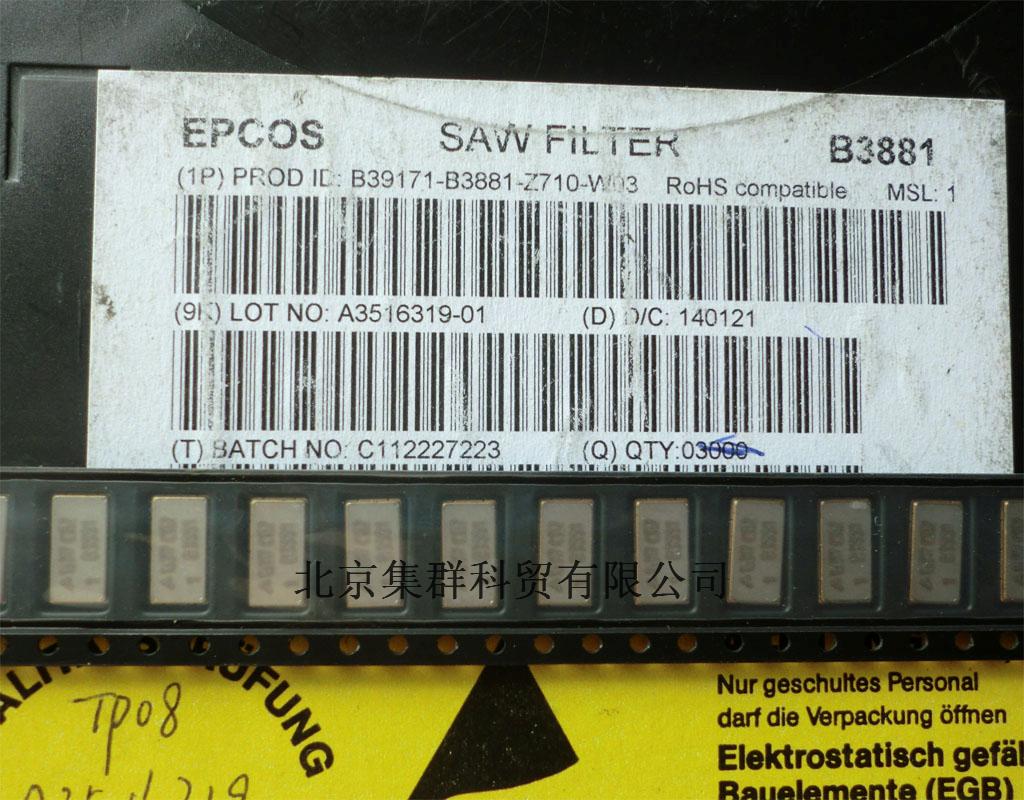 EPCOS SAW FILTER B3881
(1P) PROD ID: B39171-B3881-Z710-W03 RoHS compatible MSL: 1
(9K) LOT NO: A3516319-01 (D) D/C: 140121
(T) BATCH NO: C112227223 (Q) QTY:03000
北京集群科贸有限公司
TP08
Nur geschultes Personal
darf die Verpackung öffnen
Elektrostatisch gefäh
Bauelemente (EGB)